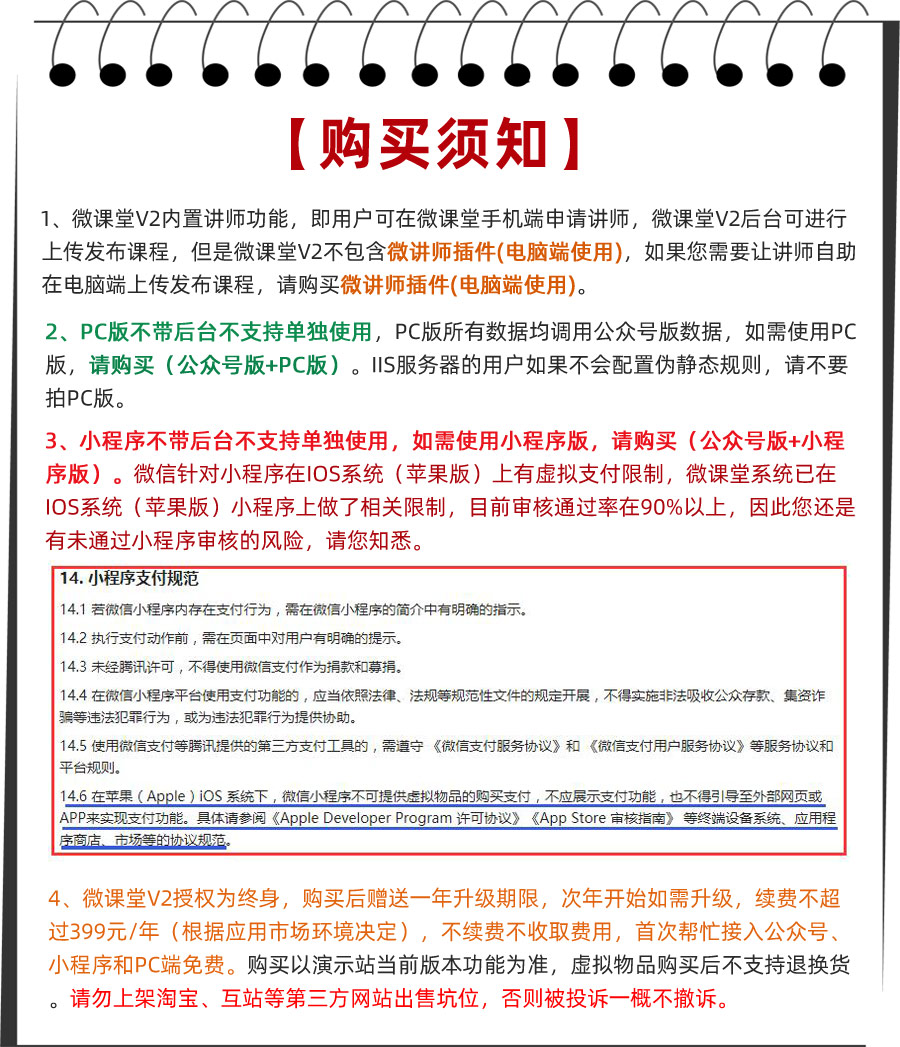 【购买须知】
1、微课堂V2内置讲师功能，即用户可在微课堂手机端申请讲师，微课堂V2后台可进行
上传发布课程，但是微课堂V2不包含微讲师插件(电脑端使用)，如果您需要让讲师自助
在电脑端上传发布课程，请购买微讲师插件(电脑端使用)。
2、PC版不带后台不支持单独使用，PC版所有数据均调用公众号版数据，如需使用PC
版，请购买（公众号版+PC版）。IIS服务器的用户如果不会配置伪静态规则，请不要
拍PC版。
3、小程序不带后台不支持单独使用，如需使用小程序版，请购买（公众号版+小程
序版）。微信针对小程序在IOS系统（苹果版）上有虚拟支付限制，微课堂系统已在
IOS系统（苹果版）小程序上做了相关限制，目前审核通过率在90%以上，因此您还是
有未通过小程序审核的风险，请您知悉。
14. 小程序支付规范
14.1 若微信小程序内存在支付行为，需在微信小程序的简介中有明确的指示。
14.2 执行支付动作前，需在页面中对用户有明确的提示。
14.3 未经腾讯许可，不得使用微信支付作为捐款和募捐。
14.4 在微信小程序平台使用支付功能的，应当依照法律、法规等规范性文件的规定开展，不得实施非法吸收公众存款、集资诈
骗等违法犯罪行为，或为违法犯罪行为提供协助。
14.5 使用微信支付等腾讯提供的第三方支付工具的，需遵守 《微信支付服务协议》和 《微信支付用户服务协议》等服务协议和
平台规则。
14.6 在苹果（Apple）iOS 系统下，微信小程序不可提供虚拟物品的购买支付，不应展示支付功能，也不得引导至外部网页或
APP来实现支付功能。具体请参阅《Apple Developer Program 许可协议》《App Store 审核指南》 等终端设备系统、应用程
序商店、市场等的协议规范。
4、微课堂V2授权为终身，购买后赠送一年升级期限，次年开始如需升级，续费不超
过399元/年（根据应用市场环境决定），不续费不收取费用，首次帮忙接入公众号、
小程序和PC端免费。购买以演示站当前版本功能为准，虚拟物品购买后不支持退换货
。请勿上架淘宝、互站等第三方网站出售坑位，否则被投诉一概不撤诉。